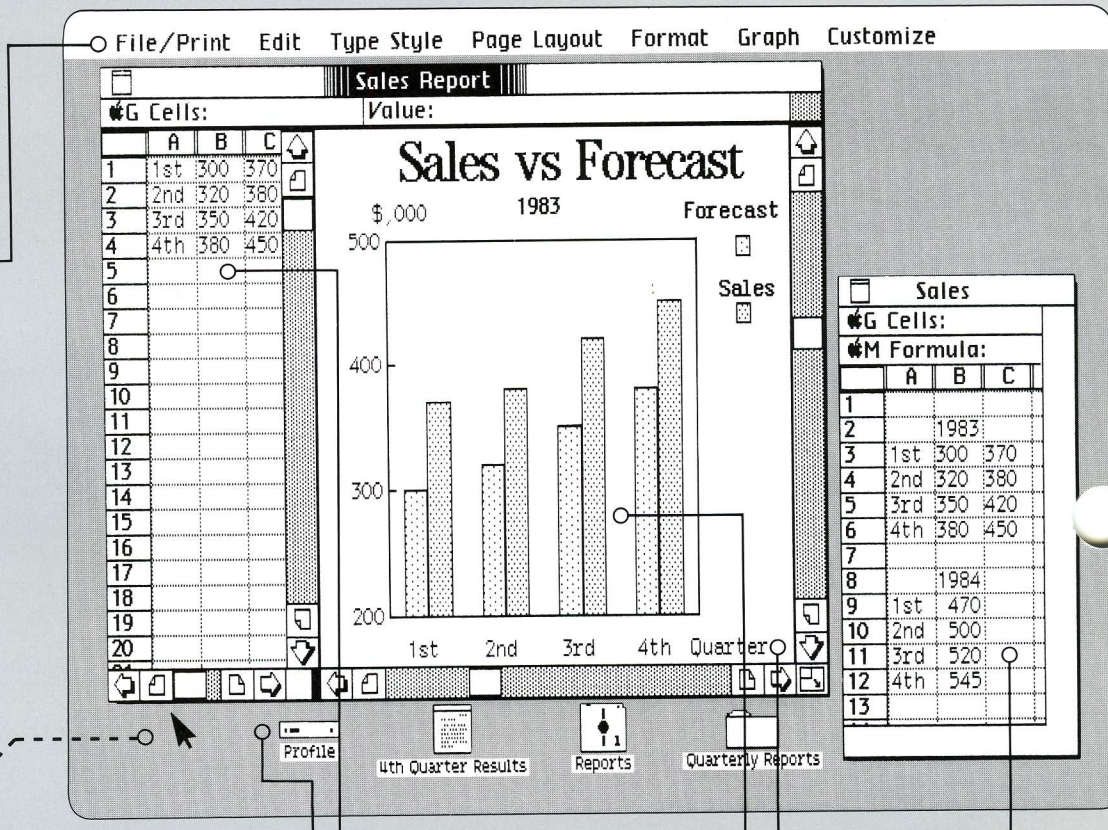 File/Print Edit Type Style Page Layout Format Graph Customize
Sales Report
G Cells: Value:
A B C
1 1st 300 370
2 2nd 320 380
3 3rd 350 420
4 4th 380 450
5
6
7
8
9
10
11
12
13
14
15
16
17
18
19
20
Sales vs Forecast
1983
$,000
Forecast
Sales
500
400
300
200
1st 2nd 3rd 4th Quarter
Sales
G Cells:
M Formula:
A B C
1
2 1983
3 1st 300 370
4 2nd 320 380
5 3rd 350 420
6 4th 380 450
7
8 1984
9 1st 470
10 2nd 500
11 3rd 520
12 4th 545
13
Profile
4th Quarter Results
1
Reports
Quarterly Reports